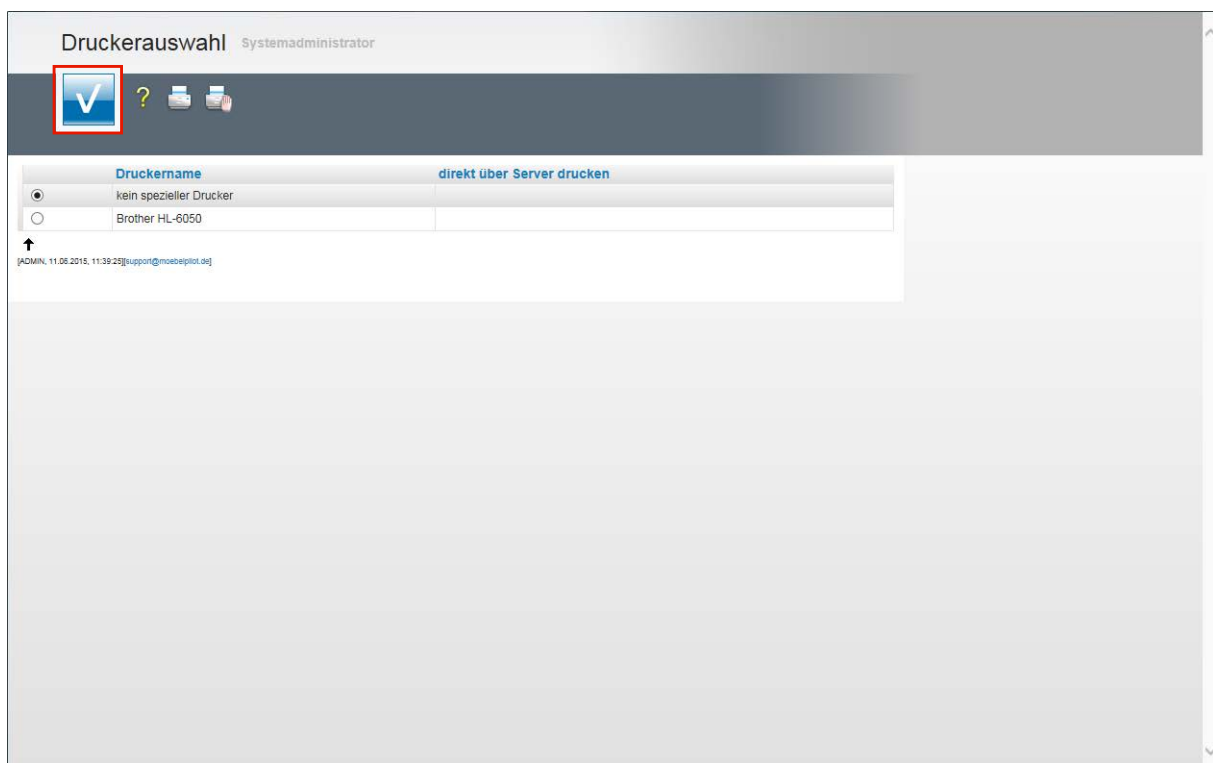 Druckerauswahl Systemadministrator
?
Druckername direkt über Server drucken
kein spezieller Drucker
Brother HL-6050
[ADMIN, 11.06.2015, 11:39:25][support@moebelpilot.de]